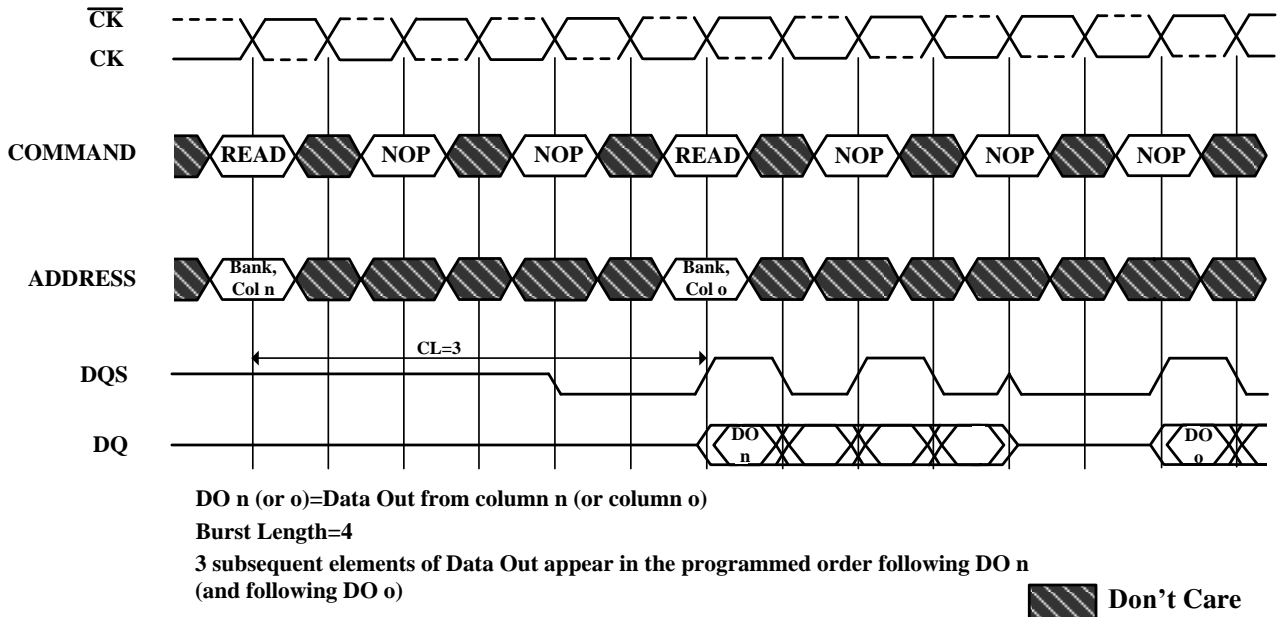 CK
CK
COMMAND
READ NOP NOP READ NOP NOP NOP
ADDRESS
Bank,
Col n
Bank,
Col o
CL=3
DQS
DQ
DO
n
DO
o
DO n (or o)=Data Out from column n (or column o)
Burst Length=4
3 subsequent elements of Data Out appear in the programmed order following DO n
(and following DO o)
Don't Care